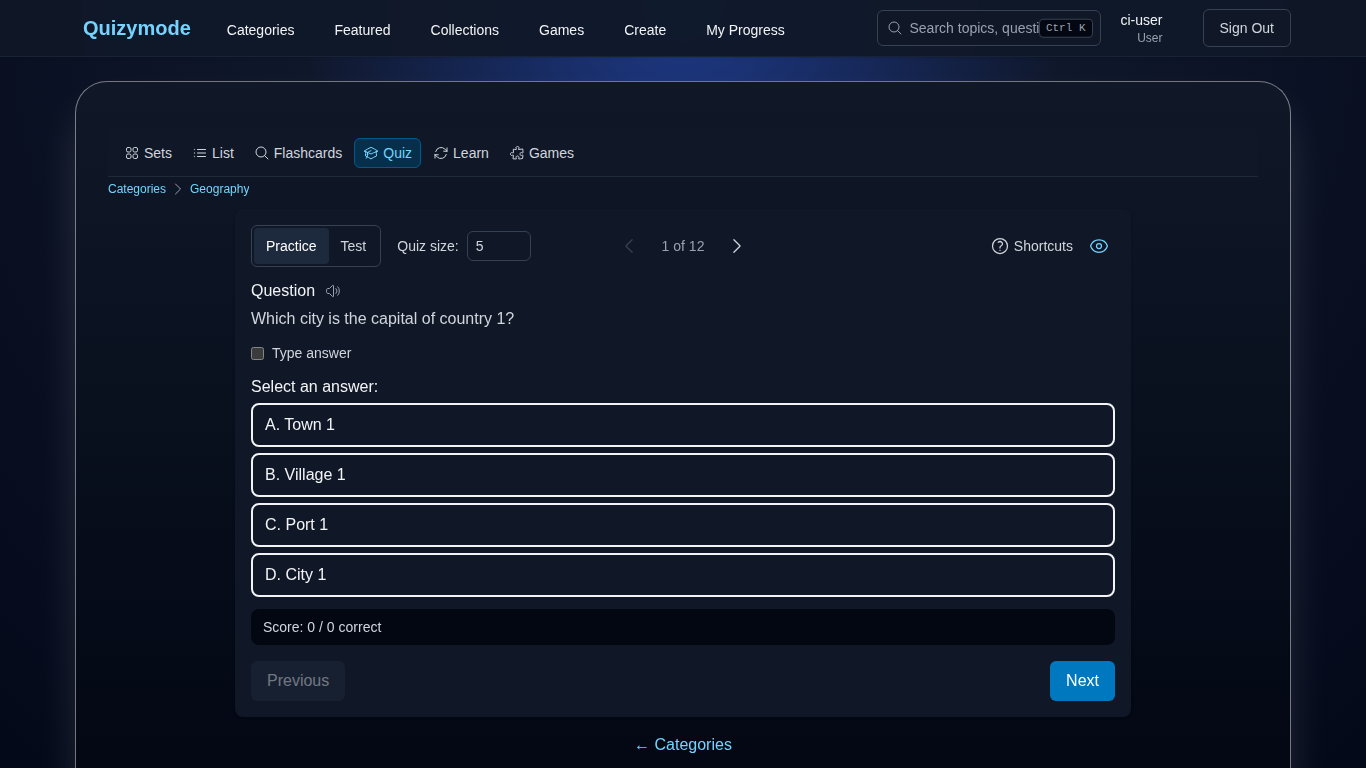 Quizymode Categories Featured Collections Games Create My Progress Search topics, questi Ctrl K ci-user Sign Out
User
Sets List Flashcards Quiz Learn Games
Categories Geography
Practice Test Quiz size: 5 1 of 12 Shortcuts
Question
Which city is the capital of country 1?
Type answer
Select an answer:
A. Town 1
B. Village 1
C. Port 1
D. City 1
Score: 0 / 0 correct
Previous Next
← Categories